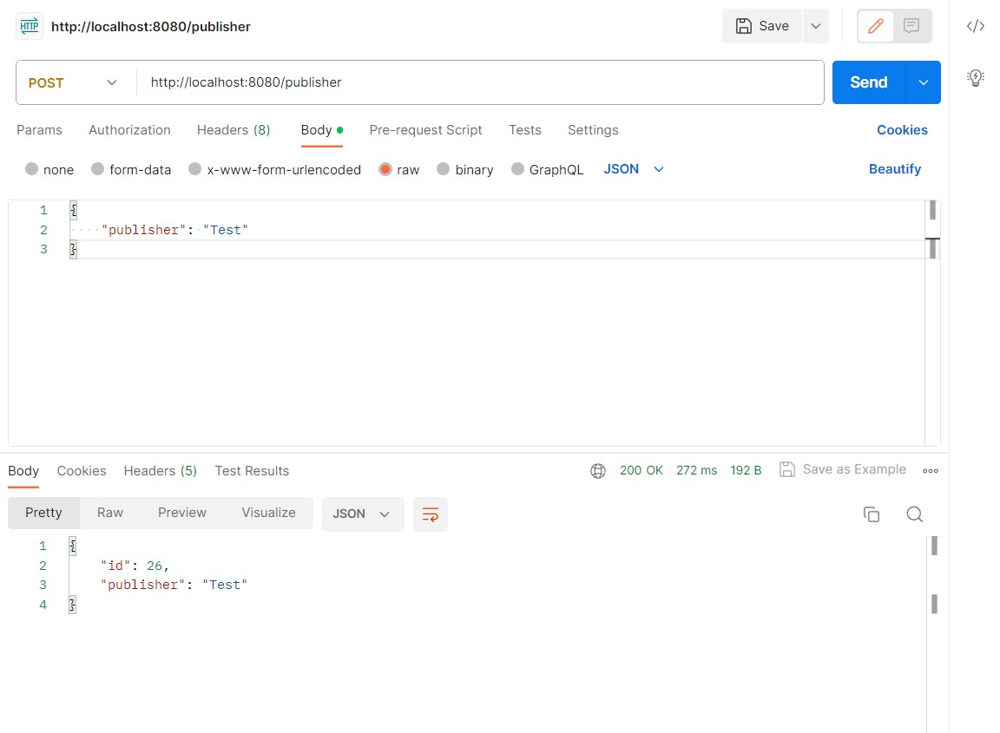 HTTP http://localhost:8080/publisher Save
POST http://localhost:8080/publisher Send
Params Authorization Headers (8) Body Pre-request Script Tests Settings Cookies
none form-data x-www-form-urlencoded raw binary GraphQL JSON Beautify
1 {
2 ····"publisher":·"Test"
3 }
Body Cookies Headers (5) Test Results 200 OK 272 ms 192 B Save as Example
Pretty Raw Preview Visualize JSON
1 {
2 "id": 26,
3 "publisher": "Test"
4 }